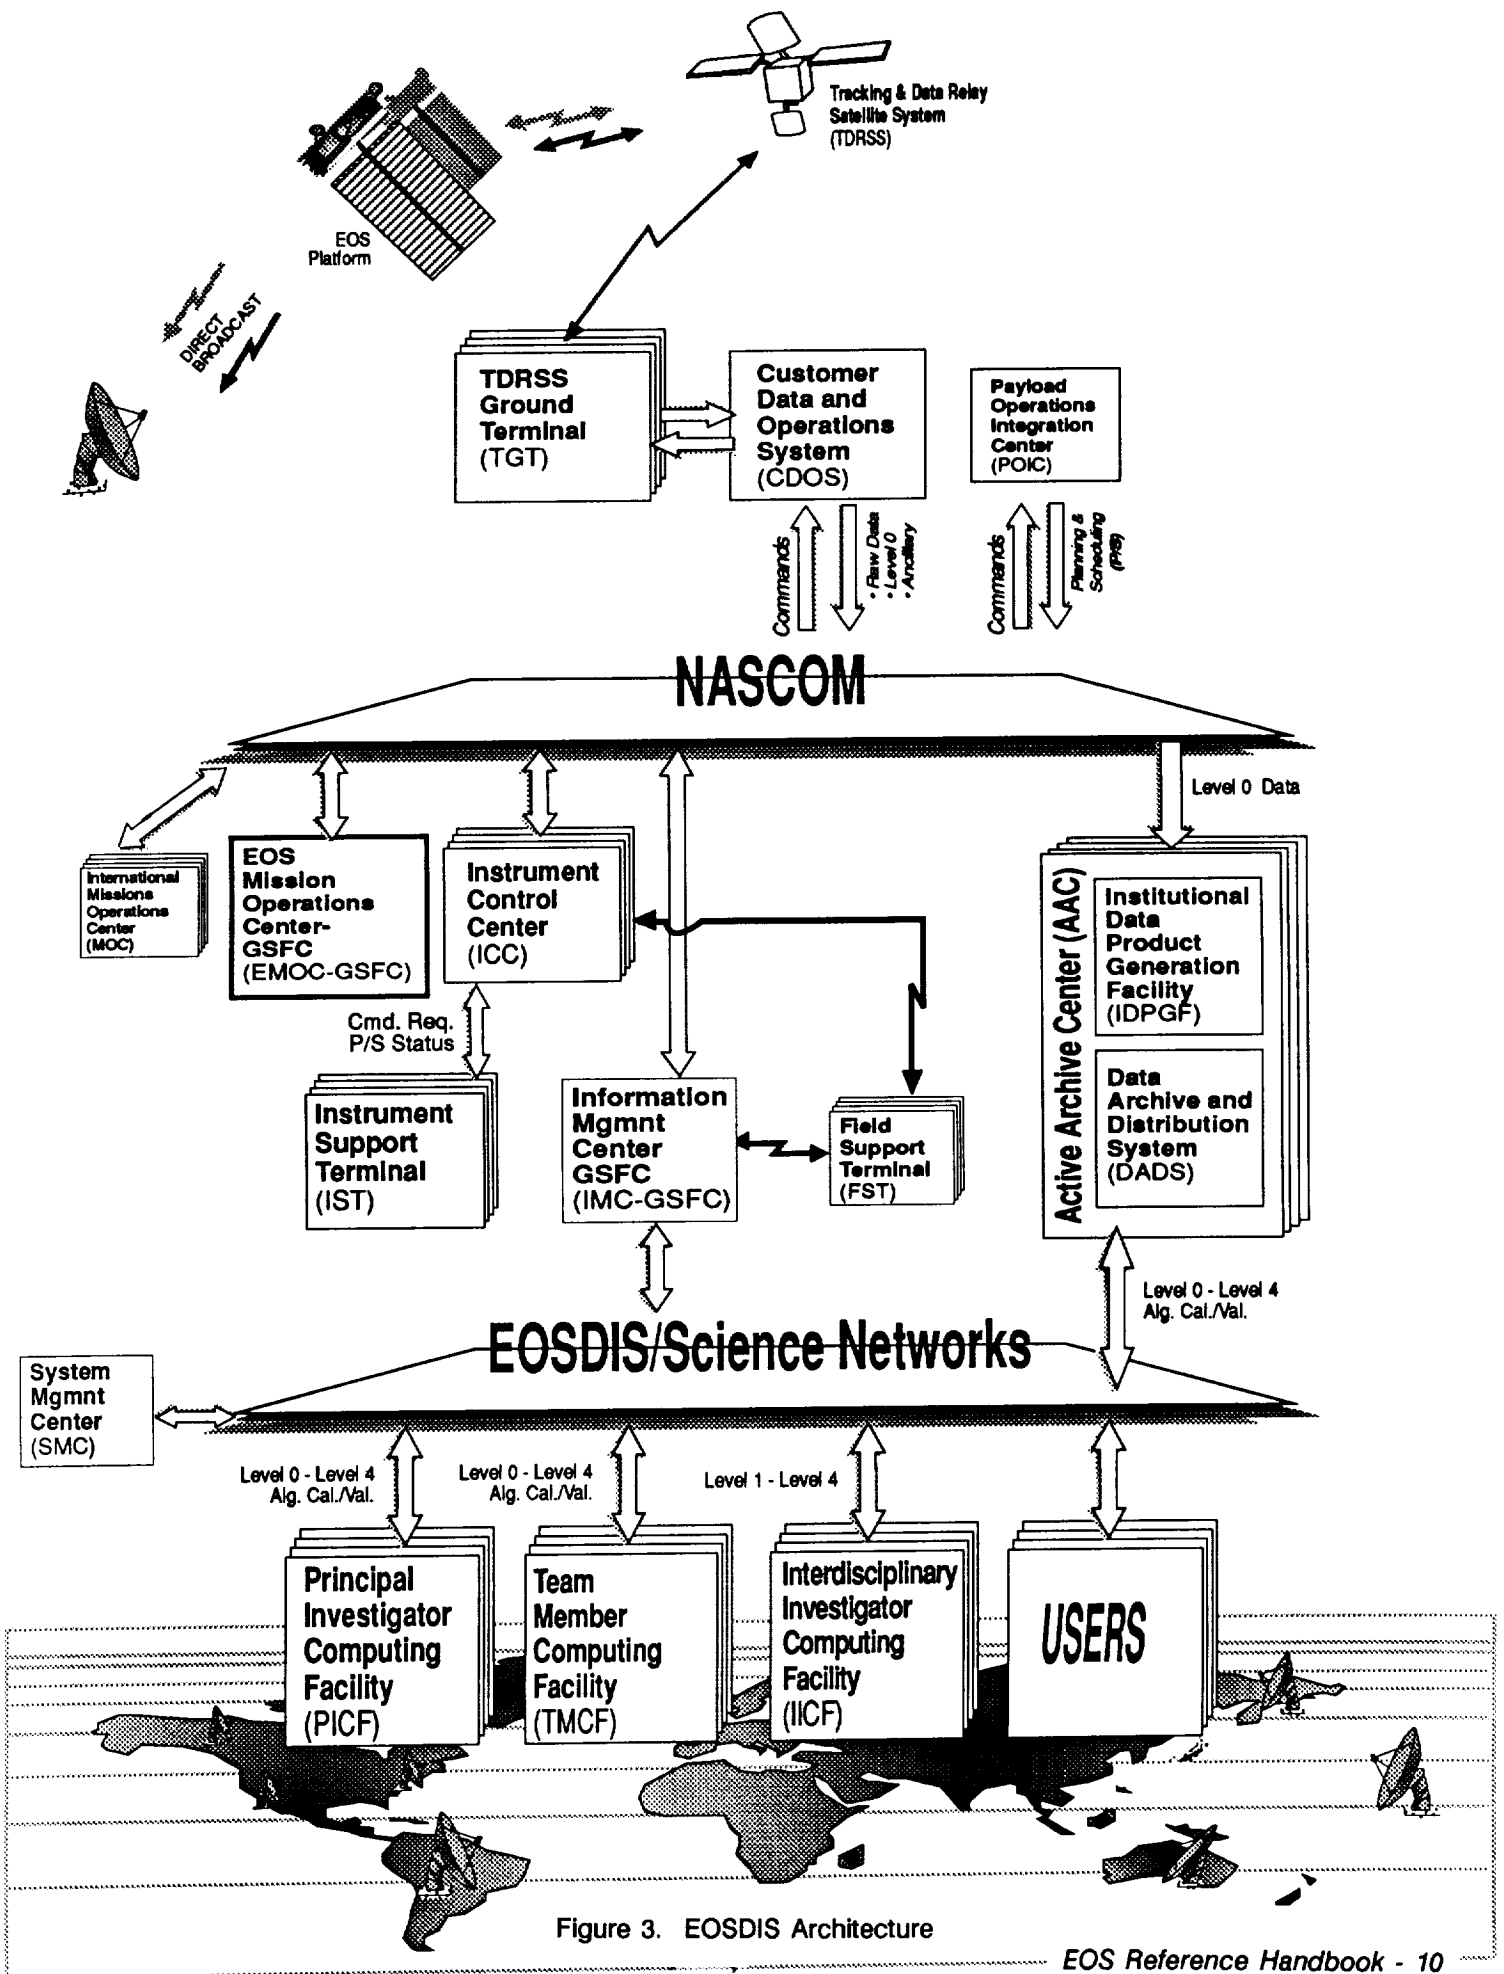 Tracking & Data Relay
Satellite System
(TDRSS)
EOS
Platform
DIRECT
BROADCAST
TDRSS
Ground
Terminal
(TGT)
Customer
Data and
Operations
System
(CDOS)
Payload
Operations
Integration
Center
(POIC)
Commands
• Raw Data
• Level 0
• Ancillary
Commands
Planning &
Scheduling
(P/S)
NASCOM
Level 0 Data
International
Missions
Operations
Center
(MOC)
EOS
Mission
Operations
Center-
GSFC
(EMOC-GSFC)
Instrument
Control
Center
(ICC)
Active Archive Center (AAC)
Institutional
Data
Product
Generation
Facility
(IDPGF)
Data
Archive and
Distribution
System
(DADS)
Cmd. Req.
P/S Status
Instrument
Support
Terminal
(IST)
Information
Mgmnt
Center
GSFC
(IMC-GSFC)
Field
Support
Terminal
(FST)
Level 0 - Level 4
Alg. Cal./Val.
EOSDIS/Science Networks
System
Mgmnt
Center
(SMC)
Level 0 - Level 4
Alg. Cal./Val.
Level 0 - Level 4
Alg. Cal./Val.
Level 1 - Level 4
Principal
Investigator
Computing
Facility
(PICF)
Team
Member
Computing
Facility
(TMCF)
Interdisciplinary
Investigator
Computing
Facility
(IICF)
USERS
Figure 3. EOSDIS Architecture
EOS Reference Handbook - 10